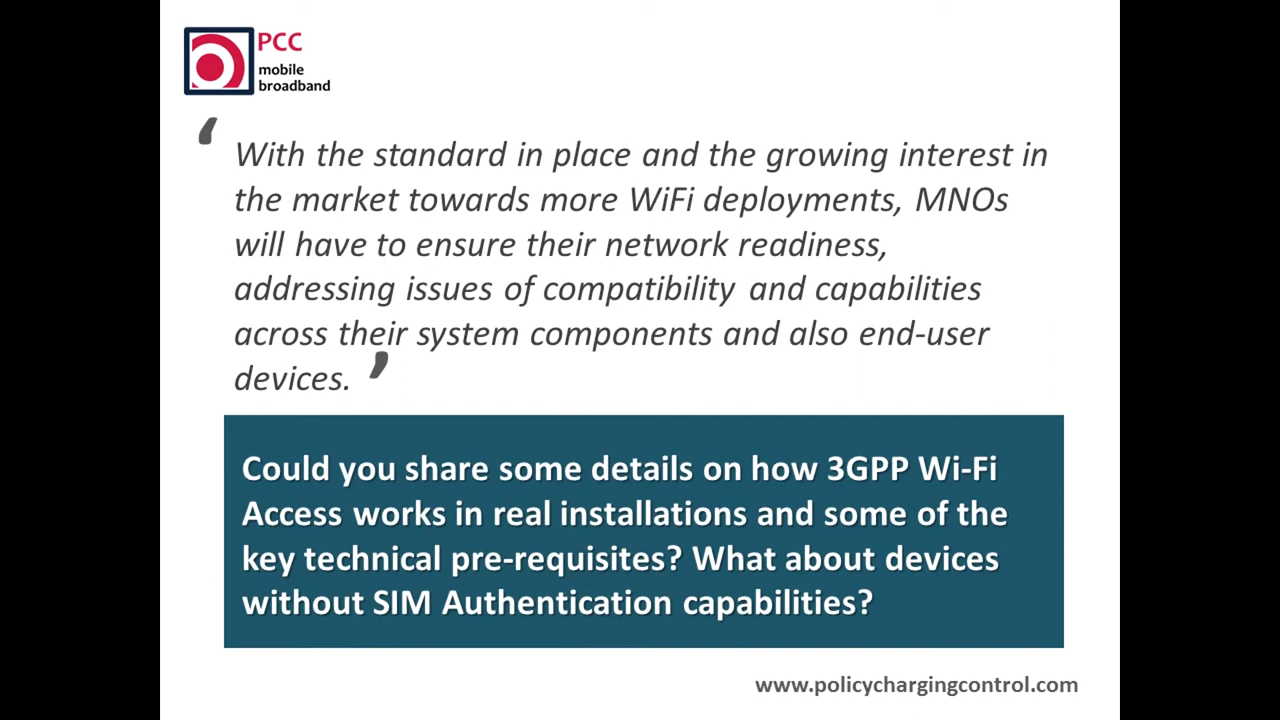 PCC
mobile
broadband
‘
With the standard in place and the growing interest in
the market towards more WiFi deployments, MNOs
will have to ensure their network readiness,
addressing issues of compatibility and capabilities
across their system components and also end-user
devices. ’
Could you share some details on how 3GPP Wi-Fi
Access works in real installations and some of the
key technical pre-requisites? What about devices
without SIM Authentication capabilities?
www.policychargingcontrol.com